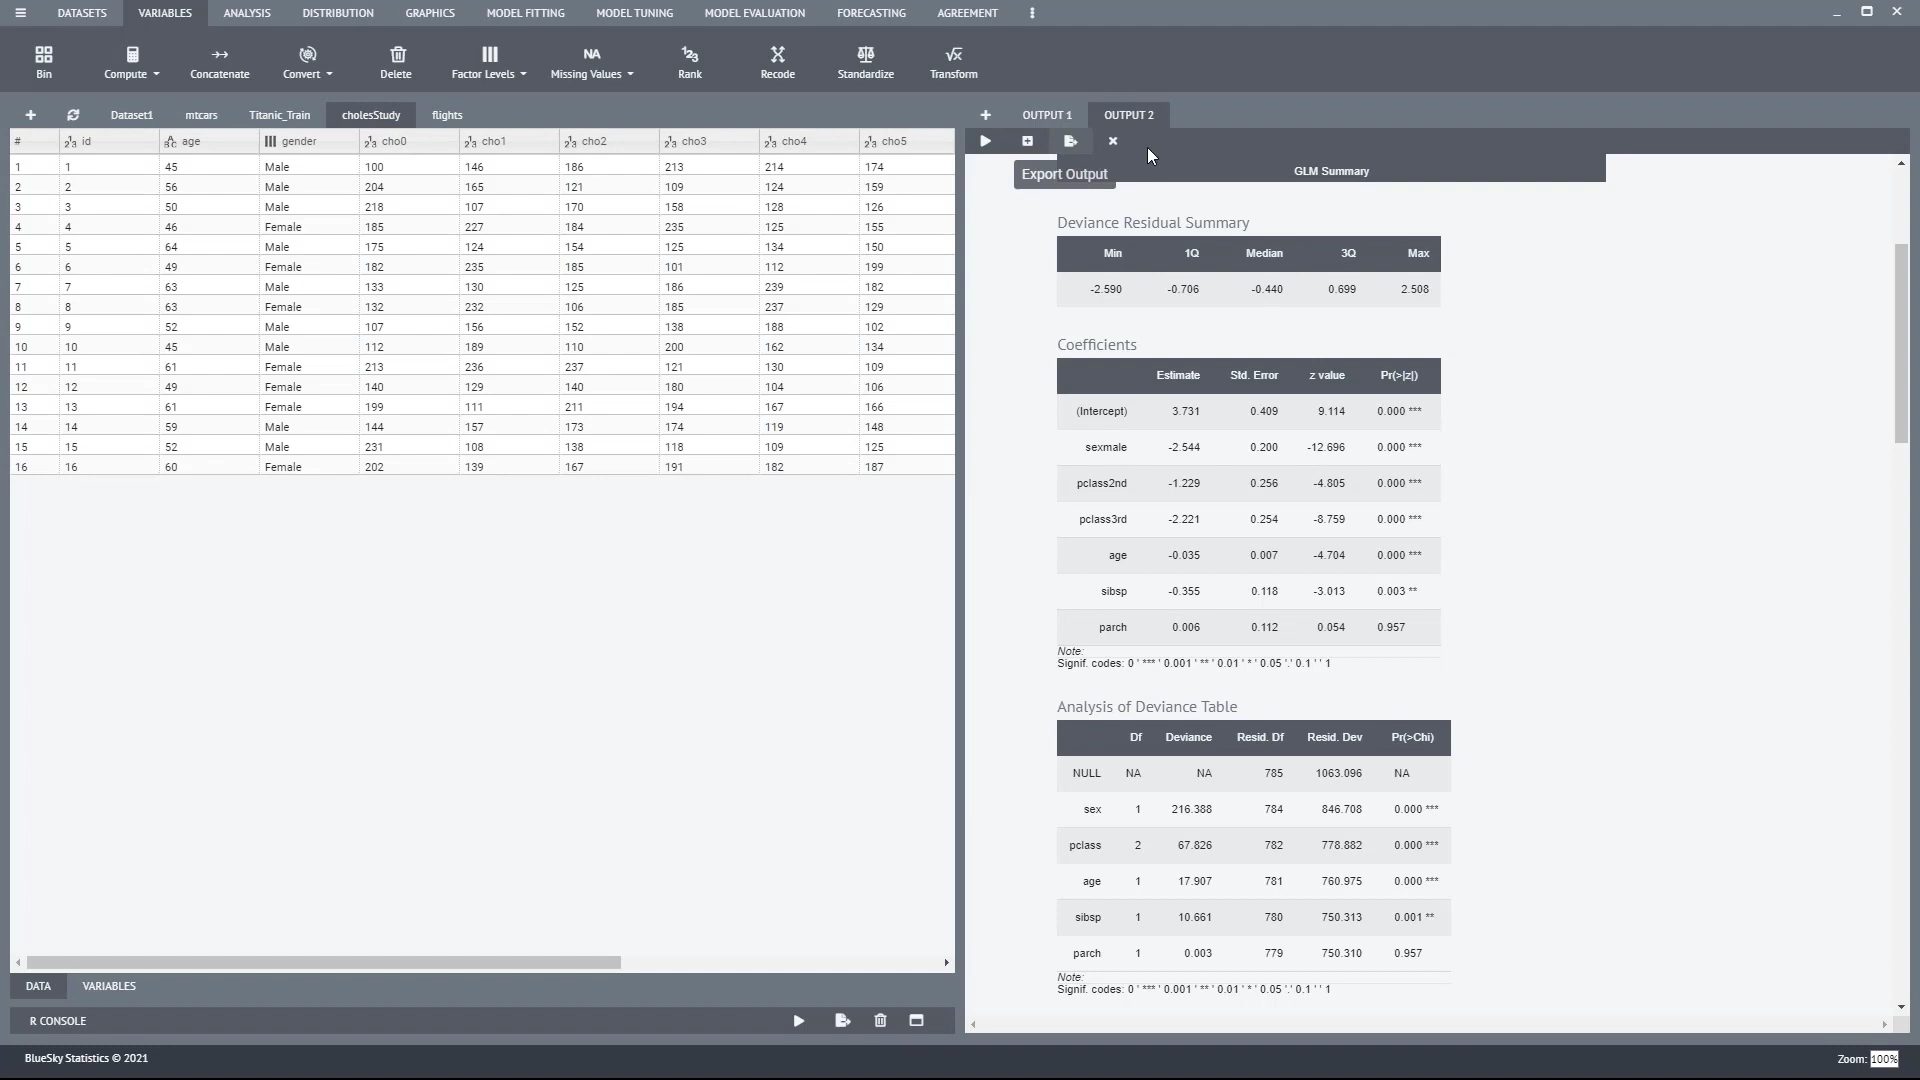 DATASETS VARIABLES ANALYSIS DISTRIBUTION GRAPHICS MODEL FITTING MODEL TUNING MODEL EVALUATION FORECASTING AGREEMENT
NA
Bin Compute Concatenate Convert Delete Factor Levels Missing Values Rank Recode Standardize Transform
Dataset1 mtcars Titanic_Train cholesStudy flights
# id age gender cho0 cho1 cho2 cho3 cho4 cho5
1 1 45 Male 100 146 186 213 214 174
2 2 56 Male 204 165 121 109 124 159
3 3 50 Male 218 107 170 158 128 126
4 4 46 Female 185 227 184 235 125 155
5 5 64 Male 175 124 154 125 134 150
6 6 49 Female 182 235 185 101 112 199
7 7 63 Male 133 130 125 186 239 182
8 8 63 Female 132 232 106 185 237 129
9 9 52 Male 107 156 152 138 188 102
10 10 45 Male 112 189 110 200 162 134
11 11 61 Female 213 236 237 121 130 109
12 12 49 Female 140 129 140 180 104 106
13 13 61 Female 199 111 211 194 167 166
14 14 59 Male 144 157 173 174 119 148
15 15 52 Male 231 108 138 118 109 125
16 16 60 Female 202 139 167 191 182 187
DATA VARIABLES
R CONSOLE
OUTPUT 1 OUTPUT 2
Export Output
GLM Summary
Deviance Residual Summary
Min 1Q Median 3Q Max
-2.590 -0.706 -0.440 0.699 2.508
Coefficients
Estimate Std. Error z value Pr(>|z|)
(Intercept) 3.731 0.409 9.114 0.000 ***
sexmale -2.544 0.200 -12.696 0.000 ***
pclass2nd -1.229 0.256 -4.805 0.000 ***
pclass3rd -2.221 0.254 -8.759 0.000 ***
age -0.035 0.007 -4.704 0.000 ***
sibsp -0.355 0.118 -3.013 0.003 **
parch 0.006 0.112 0.054 0.957
Note:
Signif. codes: 0 ' *** ' 0.001 ' ** ' 0.01 ' * ' 0.05 '.' 0.1 ' ' 1
Analysis of Deviance Table
Df Deviance Resid. Df Resid. Dev Pr(>Chi)
NULL NA NA 785 1063.096 NA
sex 1 216.388 784 846.708 0.000 ***
pclass 2 67.826 782 778.882 0.000 ***
age 1 17.907 781 760.975 0.000 ***
sibsp 1 10.661 780 750.313 0.001 **
parch 1 0.003 779 750.310 0.957
Note:
Signif. codes: 0 ' *** ' 0.001 ' ** ' 0.01 ' * ' 0.05 '.' 0.1 ' ' 1
BlueSky Statistics © 2021
Zoom: 100%